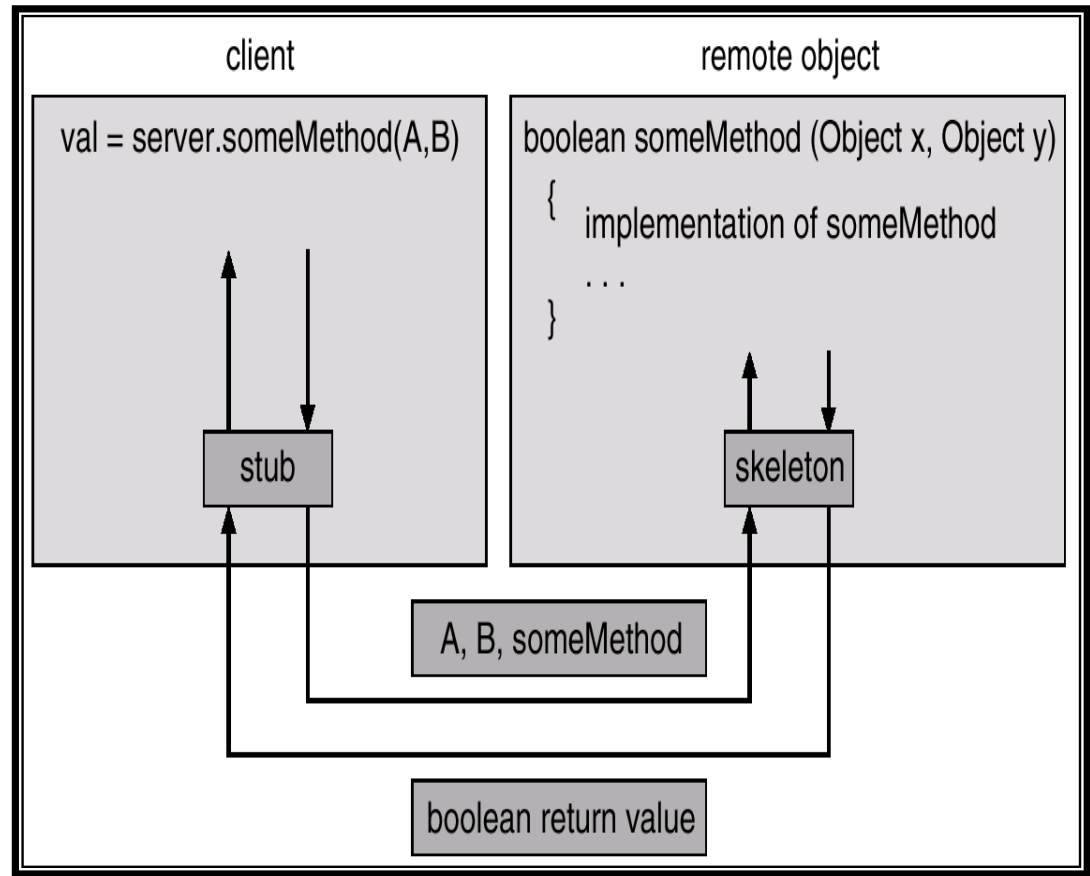 client
remote object
val = server.someMethod(A,B)
boolean someMethod (Object x, Object y)
{
implementation of someMethod
. . .
}
stub
skeleton
A, B, someMethod
boolean return value